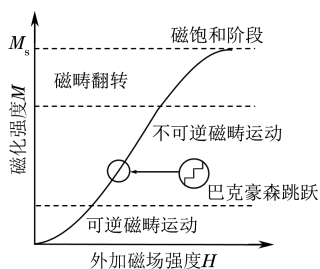 Ms
磁饱和阶段
磁畴翻转
不可逆磁畴运动
巴克豪森跳跃
可逆磁畴运动
磁化强度M
外加磁场强度H